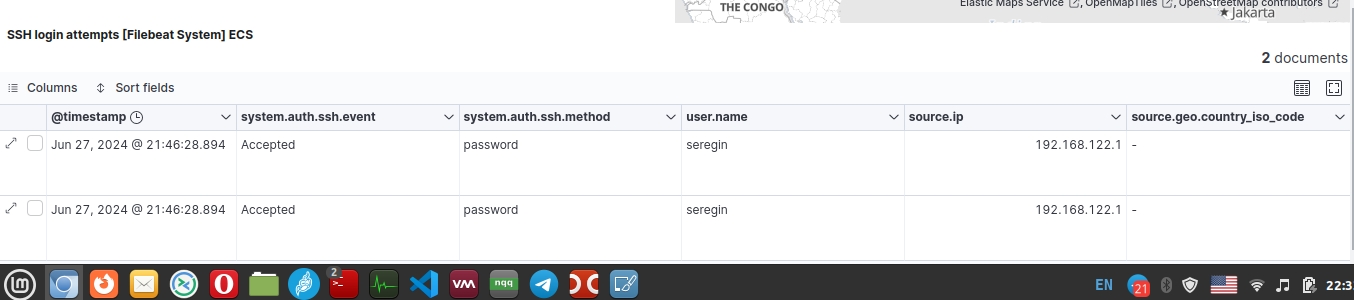 THE CONGO
Elastic Maps Service , OpenMapTiles , OpenStreetMap contributors
Jakarta
SSH login attempts [Filebeat System] ECS
2 documents
Columns Sort fields
@timestamp system.auth.ssh.event system.auth.ssh.method user.name source.ip source.geo.country_iso_code
Jun 27, 2024 @ 21:46:28.894 Accepted password seregin 192.168.122.1 -
Jun 27, 2024 @ 21:46:28.894 Accepted password seregin 192.168.122.1 -
2
>_
VM
nqq
EN
21
22:3